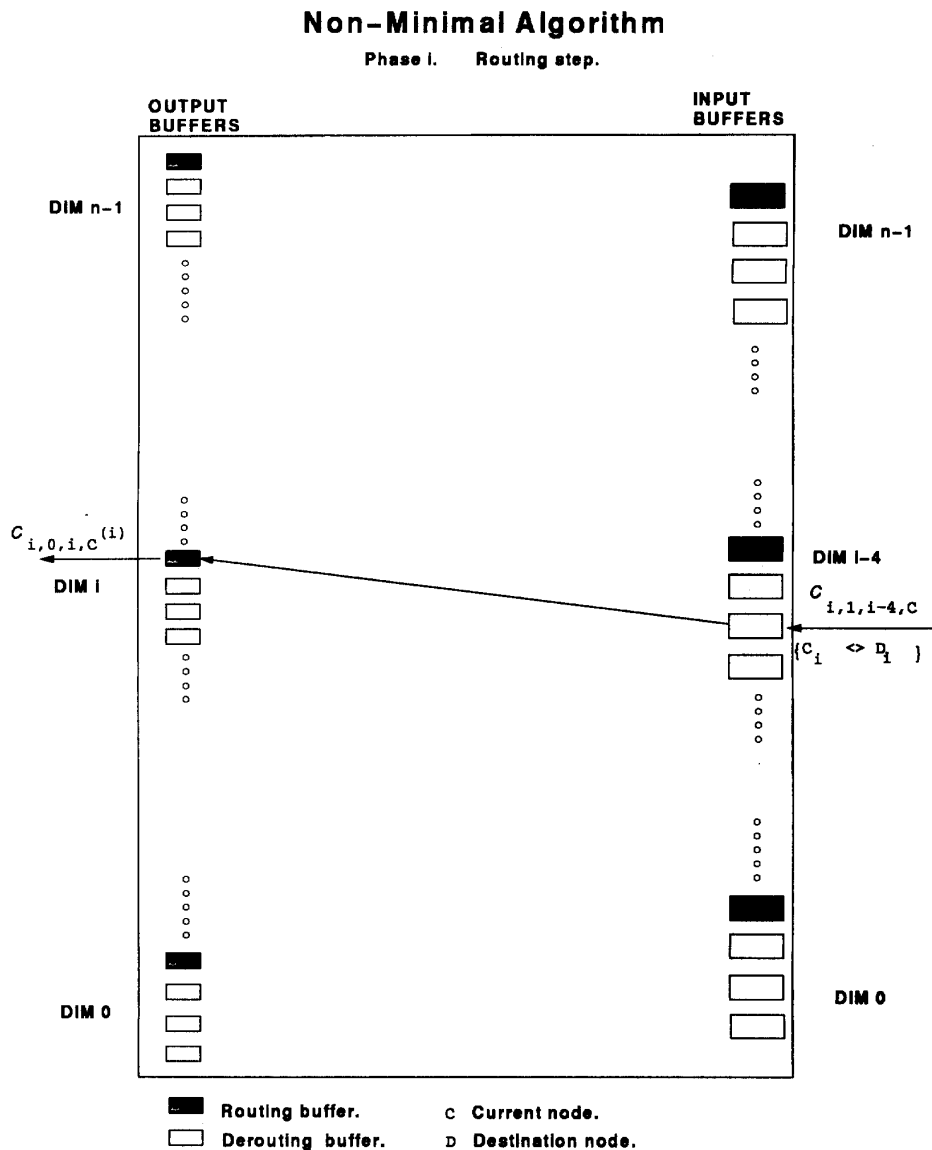 Non-Minimal Algorithm
Phase i. Routing step.
OUTPUT
BUFFERS
INPUT
BUFFERS
DIM n-1
DIM n-1
C i,0,i,C (i)
DIM i
DIM i-4
C i,1,i-4,C
{C i <> D i }
DIM 0
DIM 0
Routing buffer.
C Current node.
Derouting buffer.
D Destination node.